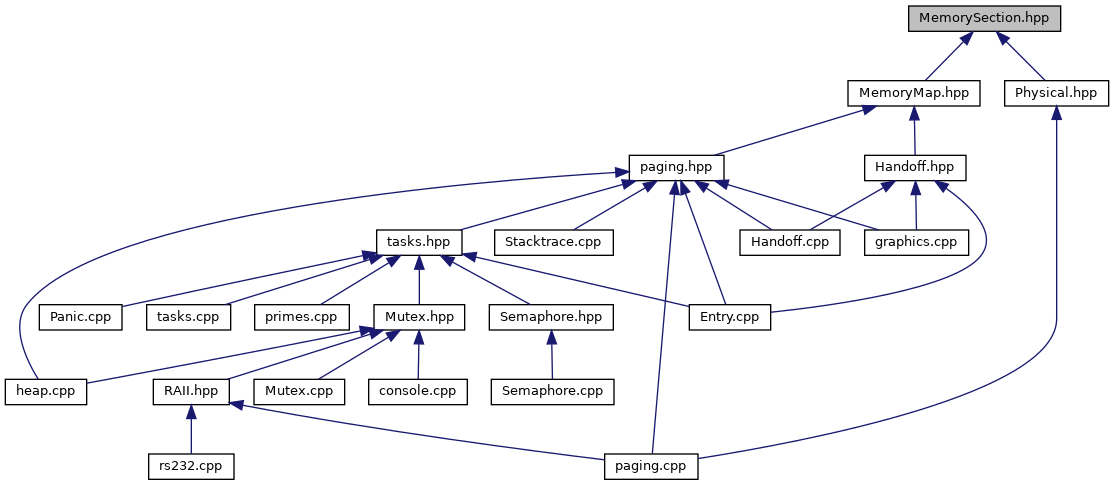 MemorySection.hpp
MemoryMap.hpp
Physical.hpp
paging.hpp
Handoff.hpp
tasks.hpp
Stacktrace.cpp
Handoff.cpp
graphics.cpp
Panic.cpp
tasks.cpp
primes.cpp
Mutex.hpp
Semaphore.hpp
Entry.cpp
heap.cpp
RAII.hpp
Mutex.cpp
console.cpp
Semaphore.cpp
rs232.cpp
paging.cpp